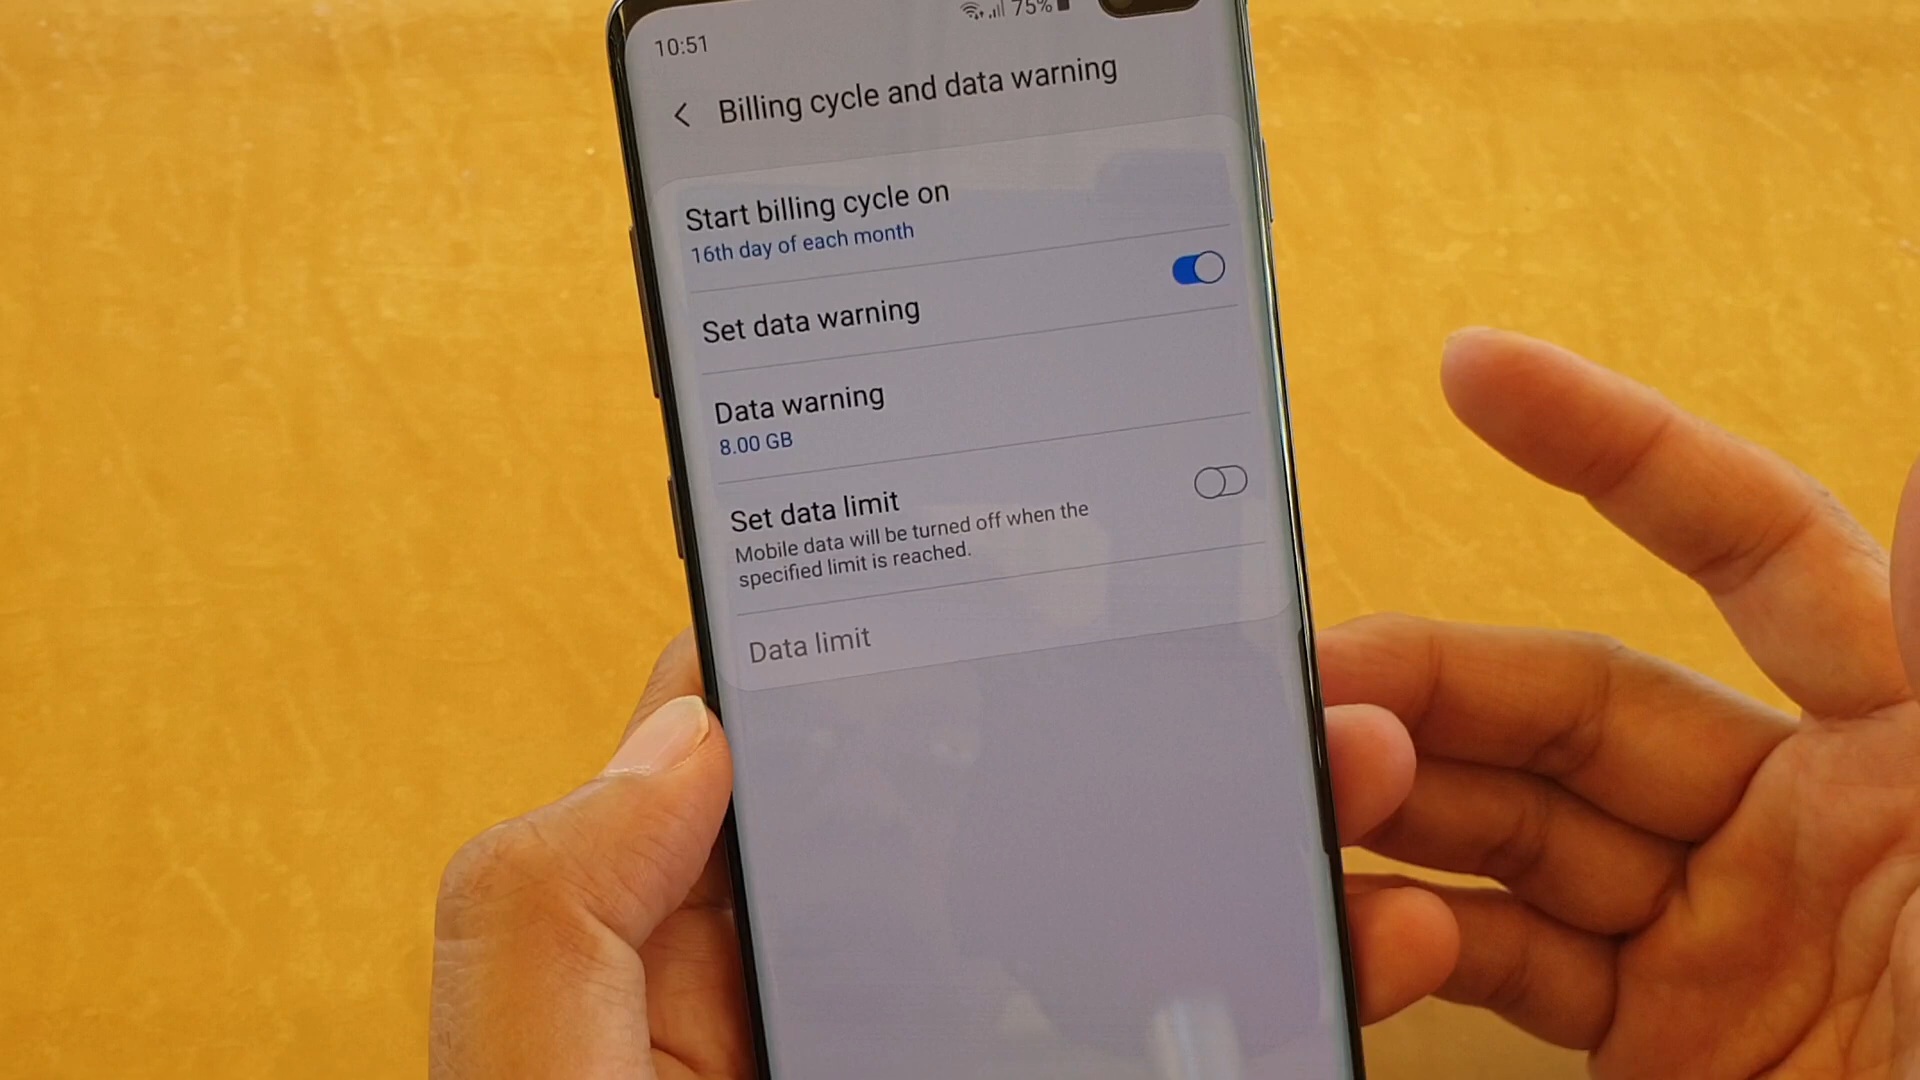 75%
10:51
Billing cycle and data warning
Start billing cycle on
16th day of each month
Set data warning
Data warning
8.00 GB
Set data limit
Mobile data will be turned off when the
specified limit is reached.
Data limit